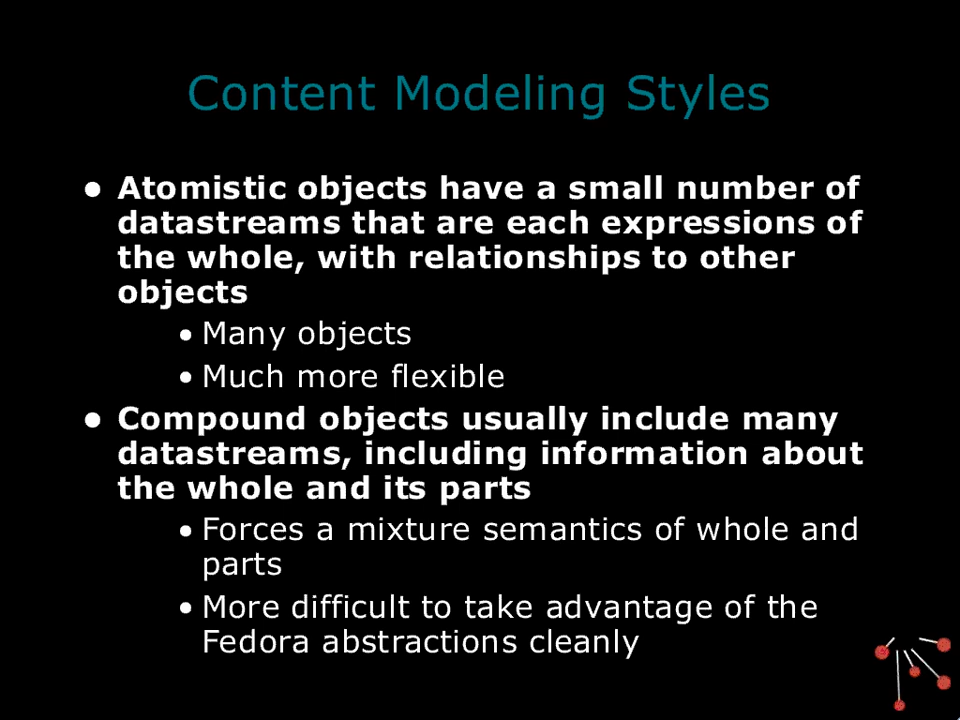 Content Modeling Styles
• Atomistic objects have a small number of
datastreams that are each expressions of
the whole, with relationships to other
objects
• Many objects
• Much more flexible
• Compound objects usually include many
datastreams, including information about
the whole and its parts
• Forces a mixture semantics of whole and
parts
• More difficult to take advantage of the
Fedora abstractions cleanly